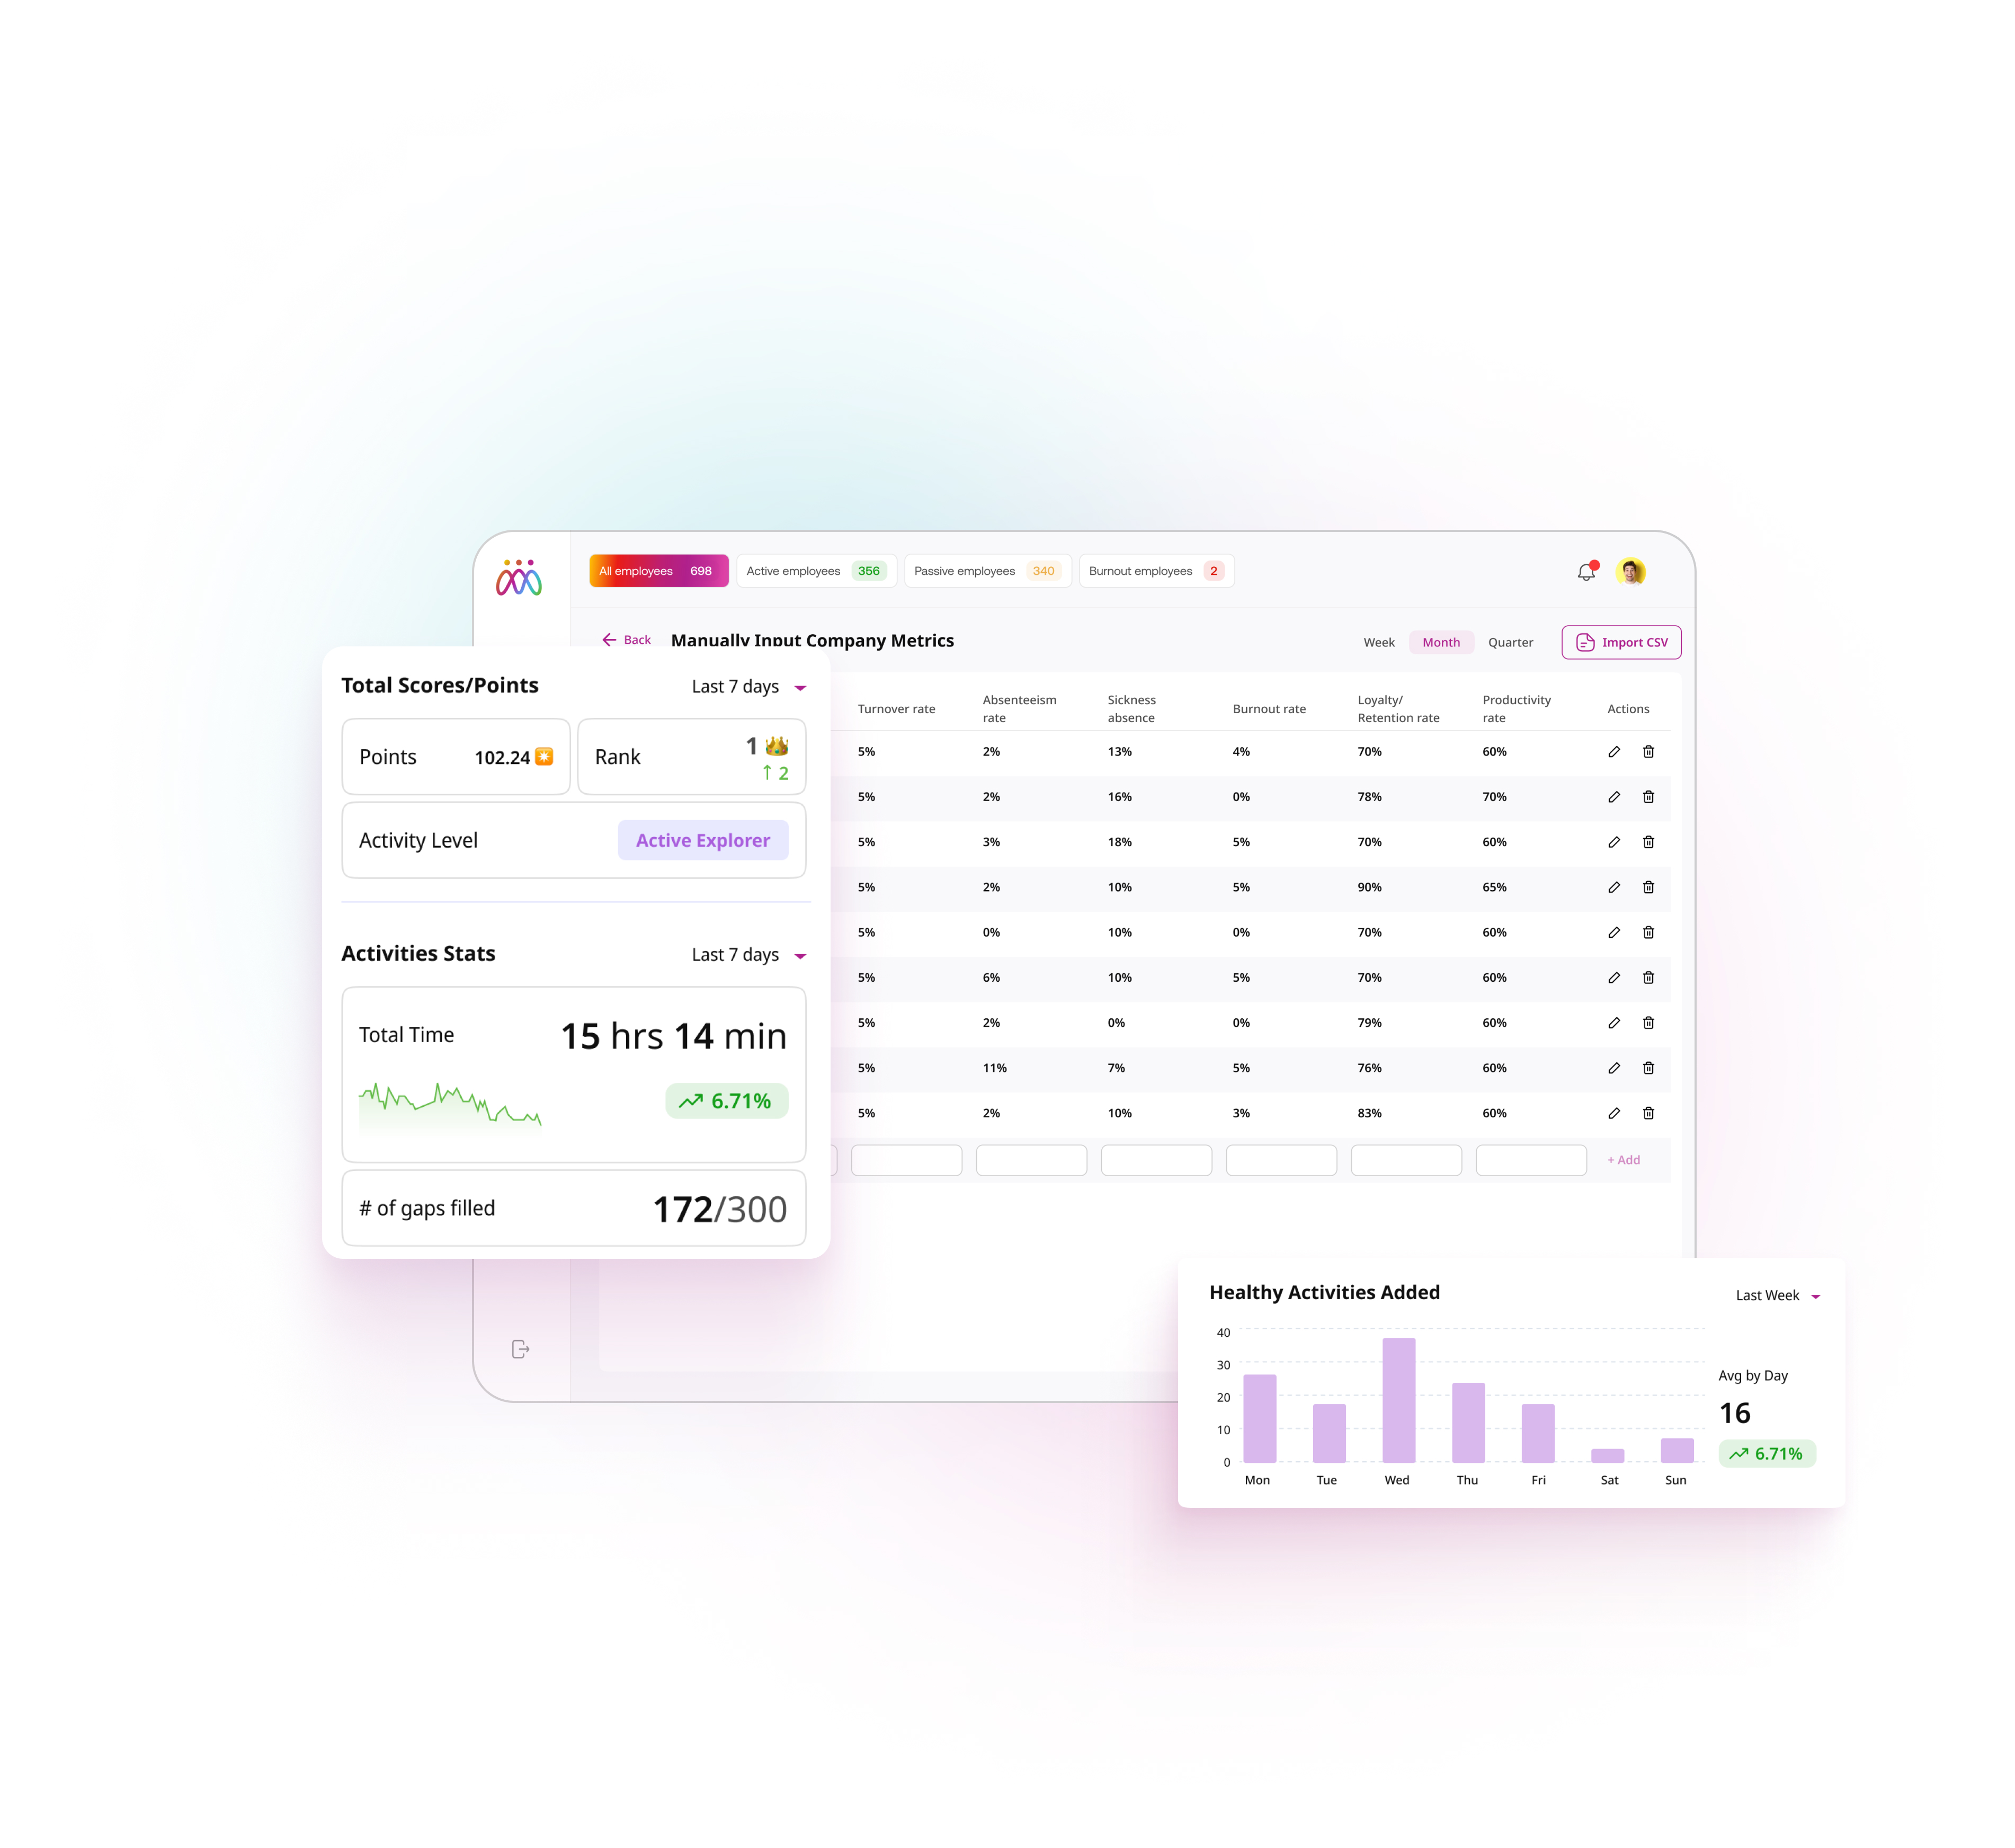 All employees 698 Active employees 356 Passive employees 340 Burnout employees 2
Back Manually Input Company Metrics Week Month Quarter Import CSV
Total Scores/Points Last 7 days
Points 102.24 Rank 1
↑ 2
Activity Level Active Explorer
Activities Stats Last 7 days
Total Time 15 hrs 14 min
6.71%
# of gaps filled 172/300
Turnover rate Absenteeism rate Sickness absence Burnout rate Loyalty/ Retention rate Productivity rate Actions
5% 2% 13% 4% 70% 60%
5% 2% 16% 0% 78% 70%
5% 3% 18% 5% 70% 60%
5% 2% 10% 5% 90% 65%
5% 0% 10% 0% 70% 60%
5% 6% 10% 5% 70% 60%
5% 2% 0% 0% 79% 60%
5% 11% 7% 5% 76% 60%
5% 2% 10% 3% 83% 60%
+ Add
Healthy Activities Added Last Week
40
30
20
10
0
Mon Tue Wed Thu Fri Sat Sun
Avg by Day
16
6.71%